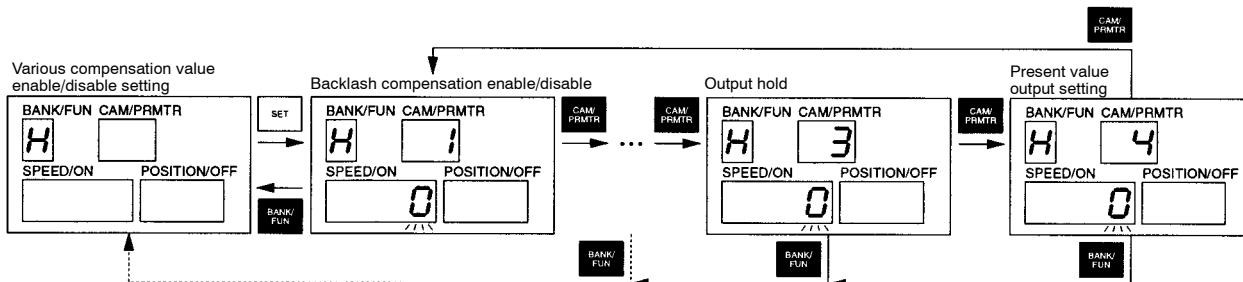 CAM/
PRMTR
Various compensation value
enable/disable setting
BANK/FUN CAM/PRMTR
H
SPEED/ON POSITION/OFF
SET
BANK/
FUN
Backlash compensation enable/disable
BANK/FUN CAM/PRMTR
H 1
SPEED/ON POSITION/OFF
0
CAM/
PRMTR
...
CAM/
PRMTR
BANK/
FUN
Output hold
BANK/FUN CAM/PRMTR
H 3
SPEED/ON POSITION/OFF
0
BANK/
FUN
CAM/
PRMTR
Present value
output setting
BANK/FUN CAM/PRMTR
H 4
SPEED/ON POSITION/OFF
0
BANK/
FUN